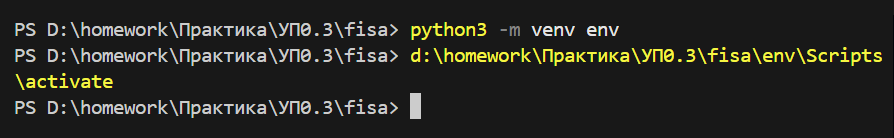 PS D:\homework\Практика\УП0.3\fisa> python3 -m venv env
PS D:\homework\Практика\УП0.3\fisa> d:\homework\Практика\УП0.3\fisa\env\Scripts
\activate
PS D:\homework\Практика\УП0.3\fisa>